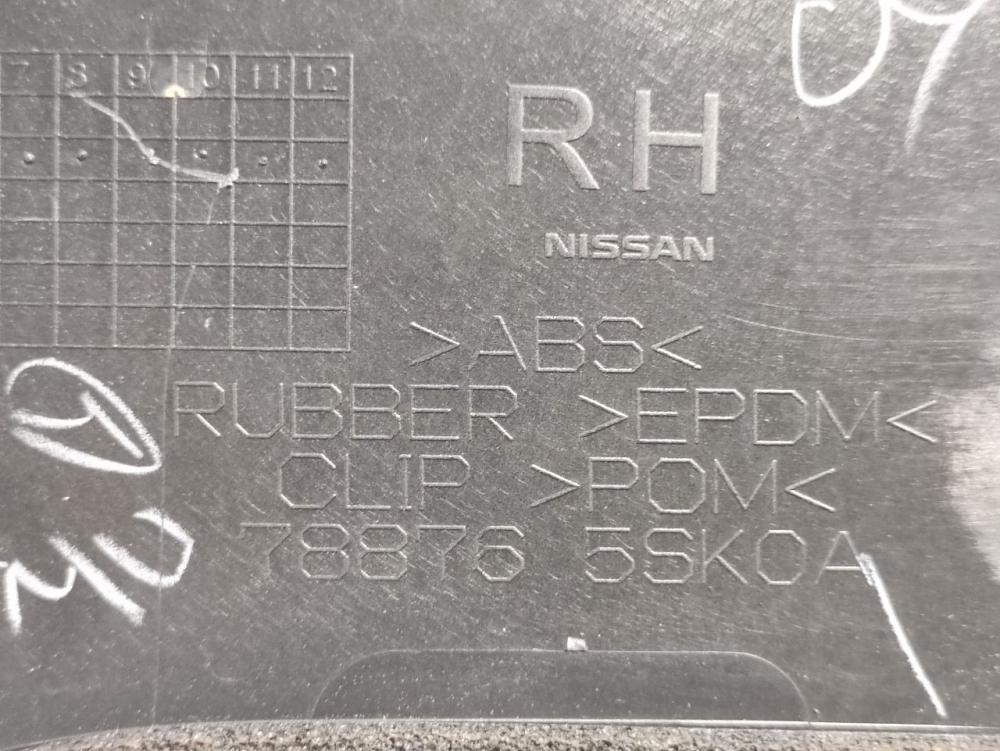 7 8 9 10 11 12
RH
NISSAN
>ABS<
RUBBER >EPDM<
CLIP >POM<
78876 5SK0A